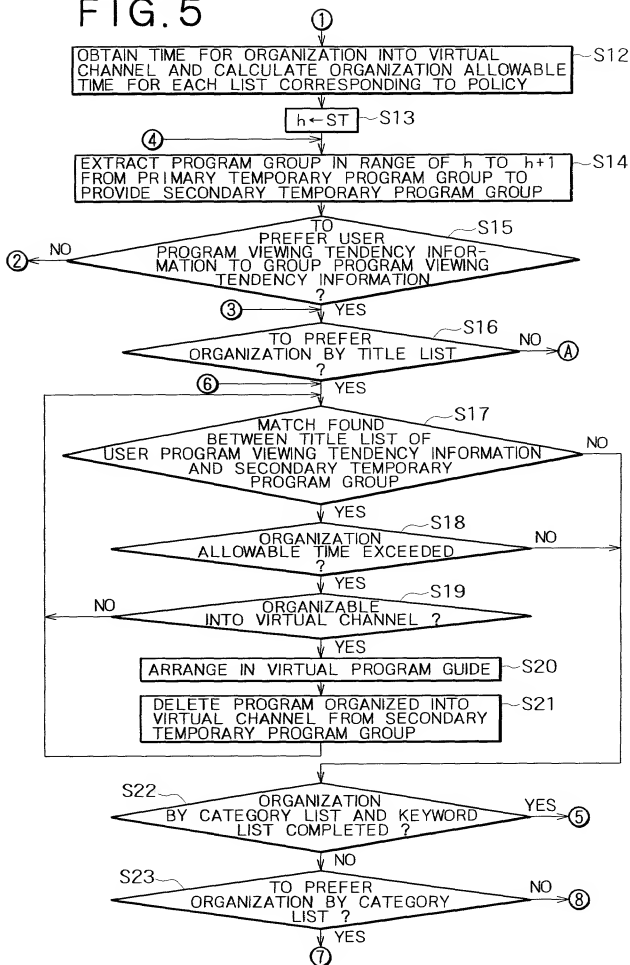 FIG.5
①
OBTAIN TIME FOR ORGANIZATION INTO VIRTUAL
CHANNEL AND CALCULATE ORGANIZATION ALLOWABLE
TIME FOR EACH LIST CORRESPONDING TO POLICY
S12
h←ST
S13
④
EXTRACT PROGRAM GROUP IN RANGE OF h TO h+1
FROM PRIMARY TEMPORARY PROGRAM GROUP TO
PROVIDE SECONDARY TEMPORARY PROGRAM GROUP
S14
TO
PREFER USER
PROGRAM VIEWING TENDENCY INFOR-
MATION TO GROUP PROGRAM VIEWING
TENDENCY INFORMATION
?
S15
NO
②
YES
③
TO PREFER
ORGANIZATION BY TITLE LIST
?
S16
NO
Ⓐ
YES
⑥
MATCH FOUND
BETWEEN TITLE LIST OF
USER PROGRAM VIEWING TENDENCY INFORMATION
AND SECONDARY TEMPORARY
PROGRAM GROUP
S17
NO
YES
ORGANIZATION
ALLOWABLE TIME EXCEEDED
?
S18
NO
YES
ORGANIZABLE
INTO VIRTUAL CHANNEL ?
S19
NO
YES
ARRANGE IN VIRTUAL PROGRAM GUIDE
S20
DELETE PROGRAM ORGANIZED INTO
VIRTUAL CHANNEL FROM SECONDARY
TEMPORARY PROGRAM GROUP
S21
S22
ORGANIZATION
BY CATEGORY LIST AND KEYWORD
LIST COMPLETED ?
YES
⑤
NO
S23
TO PREFER
ORGANIZATION BY CATEGORY
LIST ?
NO
⑧
YES
⑦